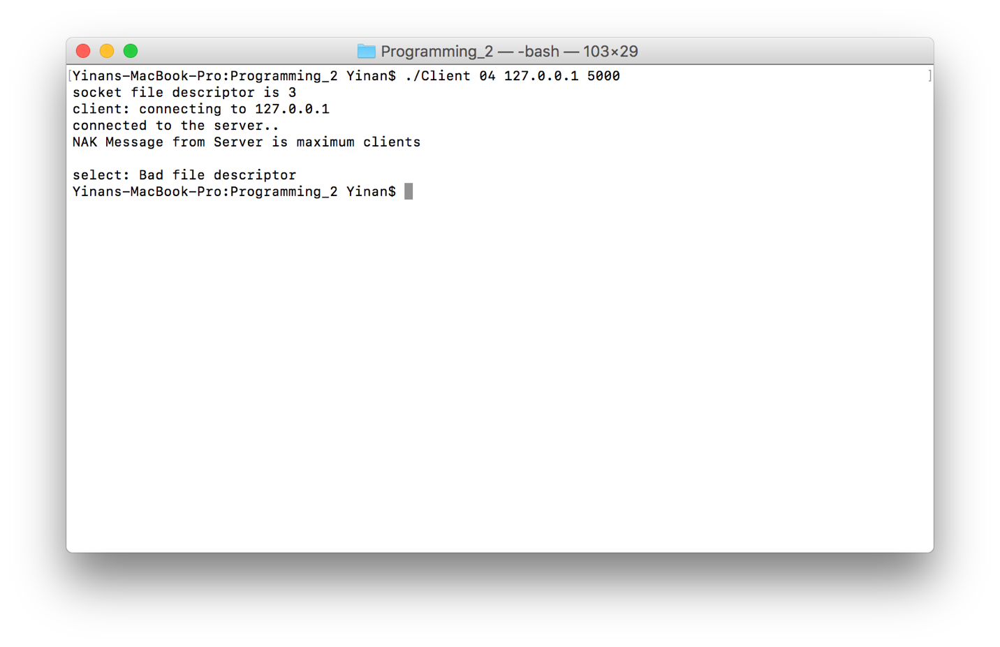 Programming_2 — -bash — 103×29
[Yinans-MacBook-Pro:Programming_2 Yinan$ ./Client 04 127.0.0.1 5000 ]
socket file descriptor is 3
client: connecting to 127.0.0.1
connected to the server..
NAK Message from Server is maximum clients
select: Bad file descriptor
Yinans-MacBook-Pro:Programming_2 Yinan$